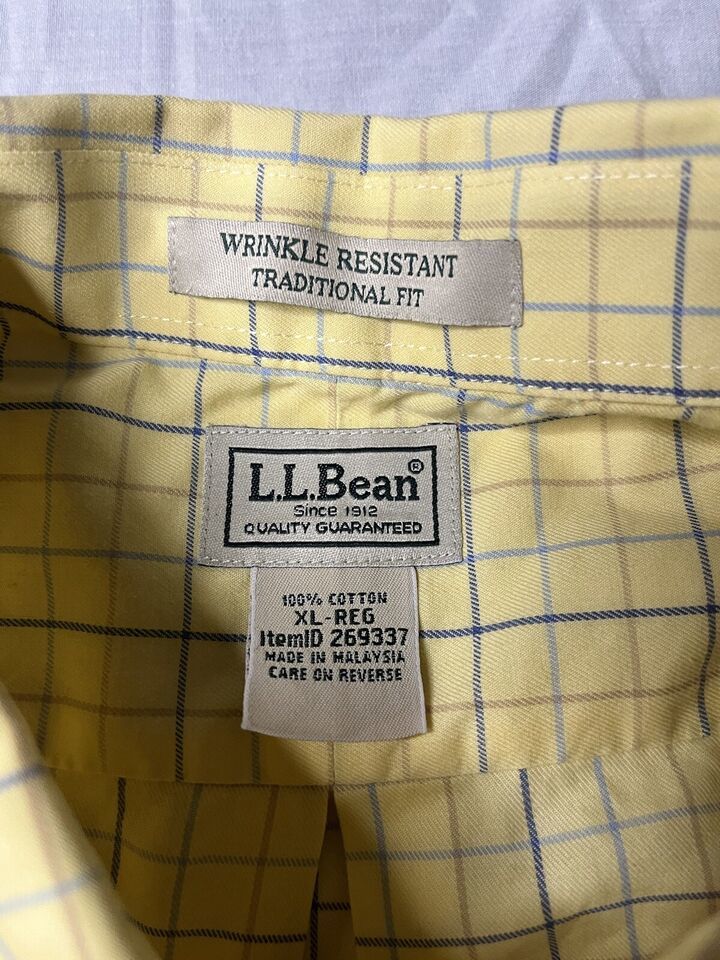 WRINKLE RESISTANT
TRADITIONAL FIT
L.L.Bean®
Since 1912
QUALITY GUARANTEED
100% COTTON
XL-REG
ItemID 269337
MADE IN MALAYSIA
CARE ON REVERSE